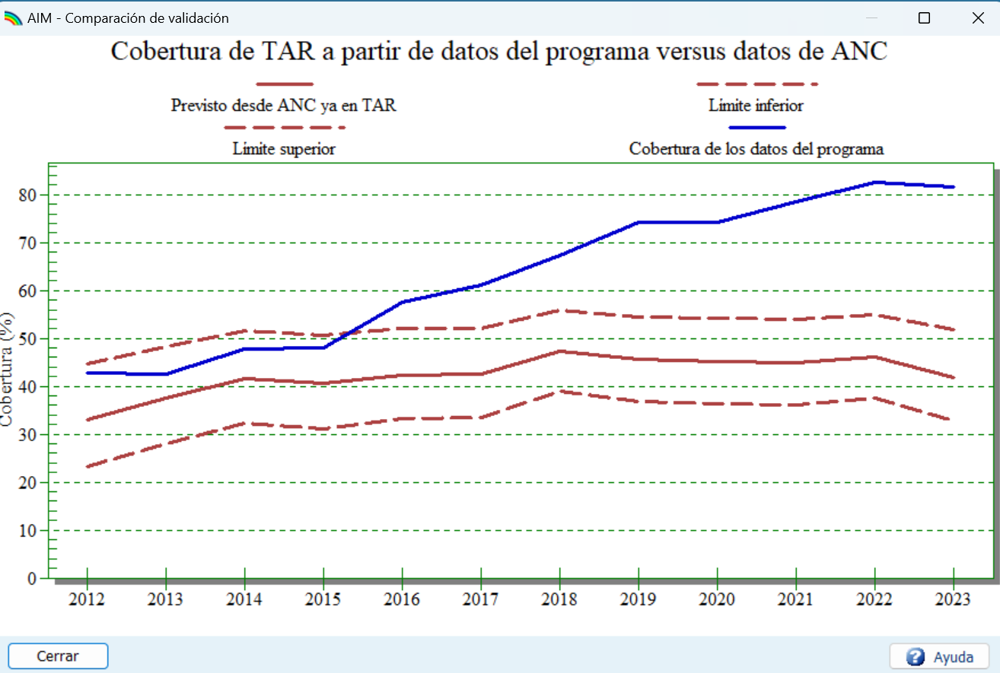 AIM - Comparación de validación
Cobertura de TAR a partir de datos del programa versus datos de ANC
Previsto desde ANC ya en TAR
Límite inferior
Límite superior
Cobertura de los datos del programa
Cobertura (%)
80
70
60
50
40
30
20
10
0
2012 2013 2014 2015 2016 2017 2018 2019 2020 2021 2022 2023
Cerrar
Ayuda